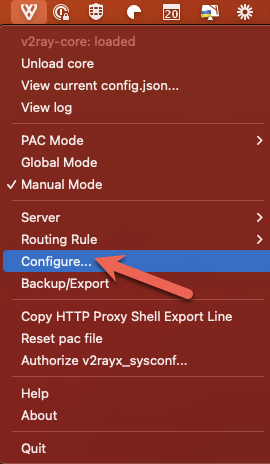 20
v2ray-core: loaded
Unload core
View current config.json...
View log
PAC Mode
Global Mode
Manual Mode
Server
Routing Rule
Configure...
Backup/Export
Copy HTTP Proxy Shell Export Line
Reset pac file
Authorize v2rayx_sysconf...
Help
About
Quit